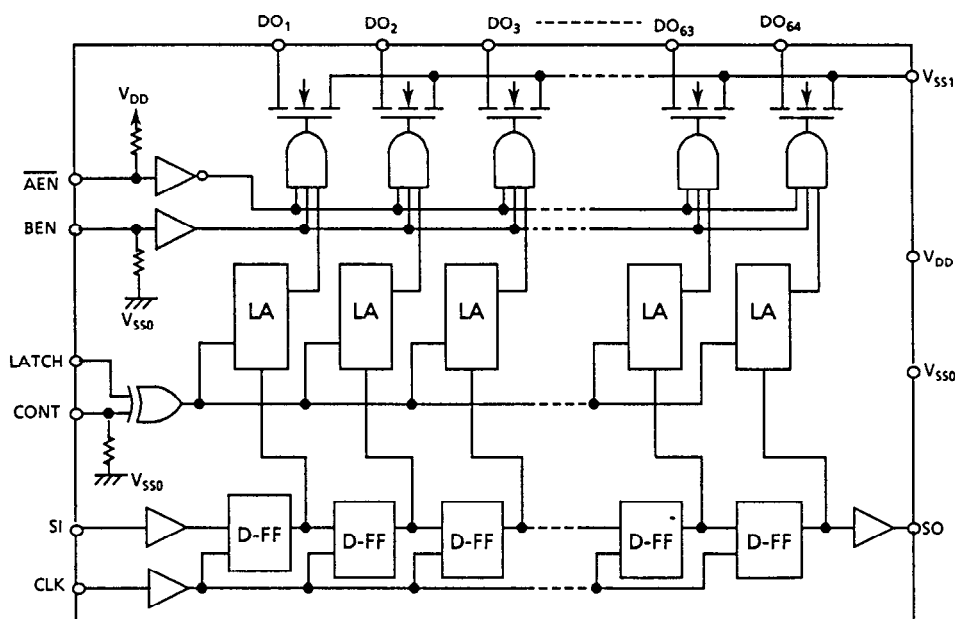 DO1 DO2 DO3 DO63 DO64
VSS1
VDD
AEN
BEN
VDD
VSS0
LA LA LA LA LA
LATCH
VSS0
CONT
VSS0
SI D-FF D-FF D-FF D-FF D-FF SO
CLK